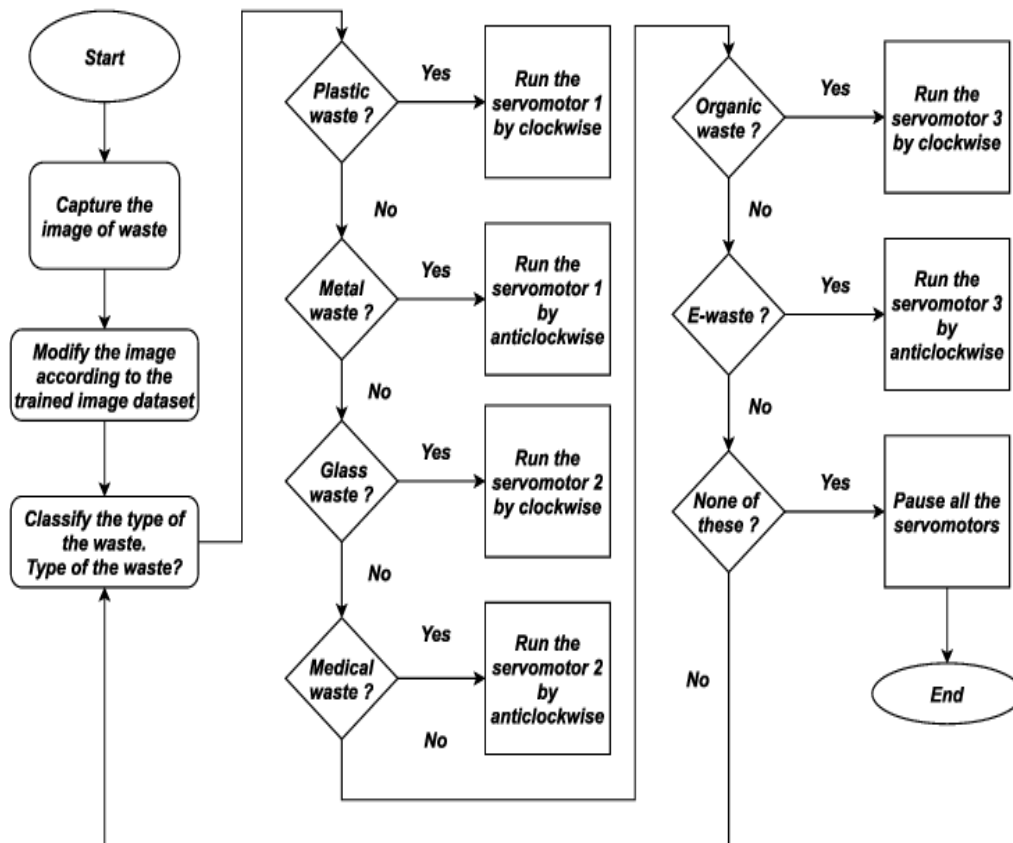 Start
Capture the
image of waste
Modify the image
according to the
trained image dataset
Classify the type of
the waste.
Type of the waste?
Plastic
waste ?
Yes
Run the
servomotor 1
by clockwise
No
Metal
waste ?
Yes
Run the
servomotor 1
by
anticlockwise
No
Glass
waste ?
Yes
Run the
servomotor 2
by clockwise
No
Medical
waste ?
Yes
Run the
servomotor 2
by
anticlockwise
No
Organic
waste ?
Yes
Run the
servomotor 3
by clockwise
No
E-waste ?
Yes
Run the
servomotor 3
by
anticlockwise
No
None of
these ?
Yes
Pause all the
servomotors
No
End